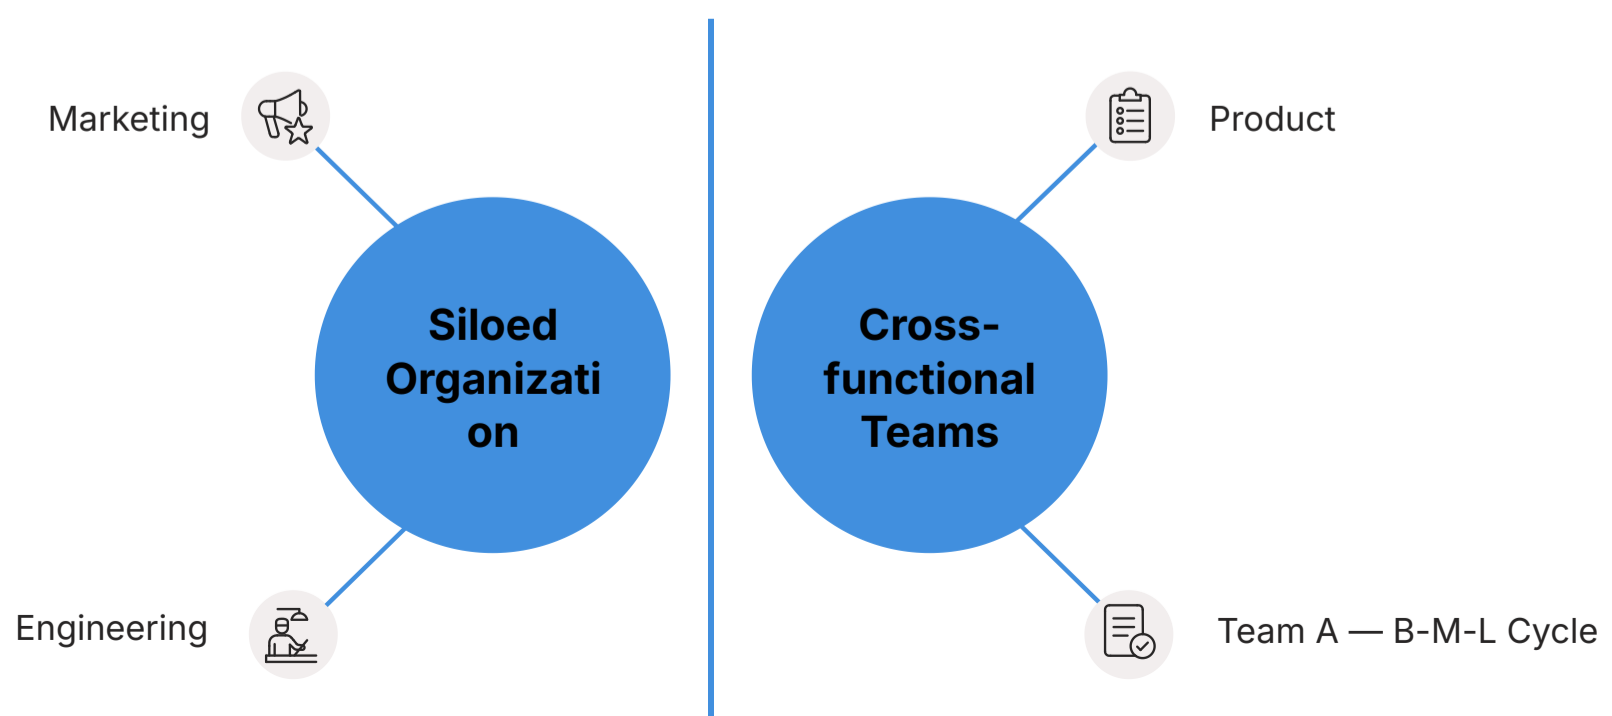 Marketing
Siloed
Organizati
on
Engineering
Product
Cross-
functional
Teams
Team A — B-M-L Cycle